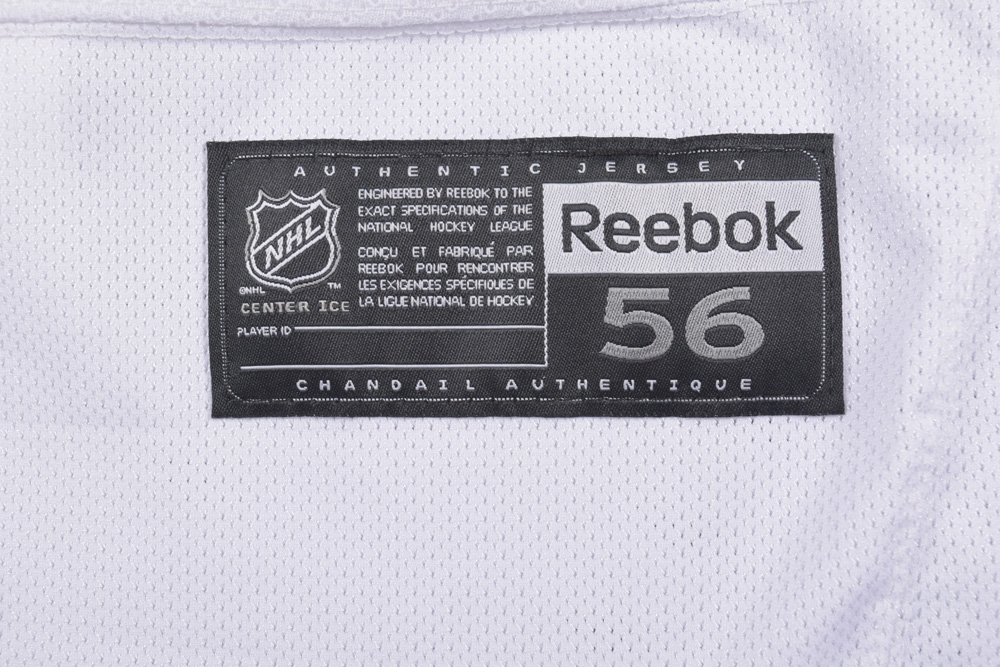 AUTHENTIC JERSEY
NHL
©NHL
TM
CENTER ICE
ENGINEERED BY REEBOK TO THE
EXACT SPECIFICATIONS OF THE
NATIONAL HOCKEY LEAGUE
CONÇU ET FABRIQUÉ PAR
REEBOK POUR RENCONTRER
LES EXIGENCES SPÉCIFIQUES DE
LA LIGUE NATIONAL DE HOCKEY
PLAYER ID
Reebok
56
CHANDAIL AUTHENTIQUE